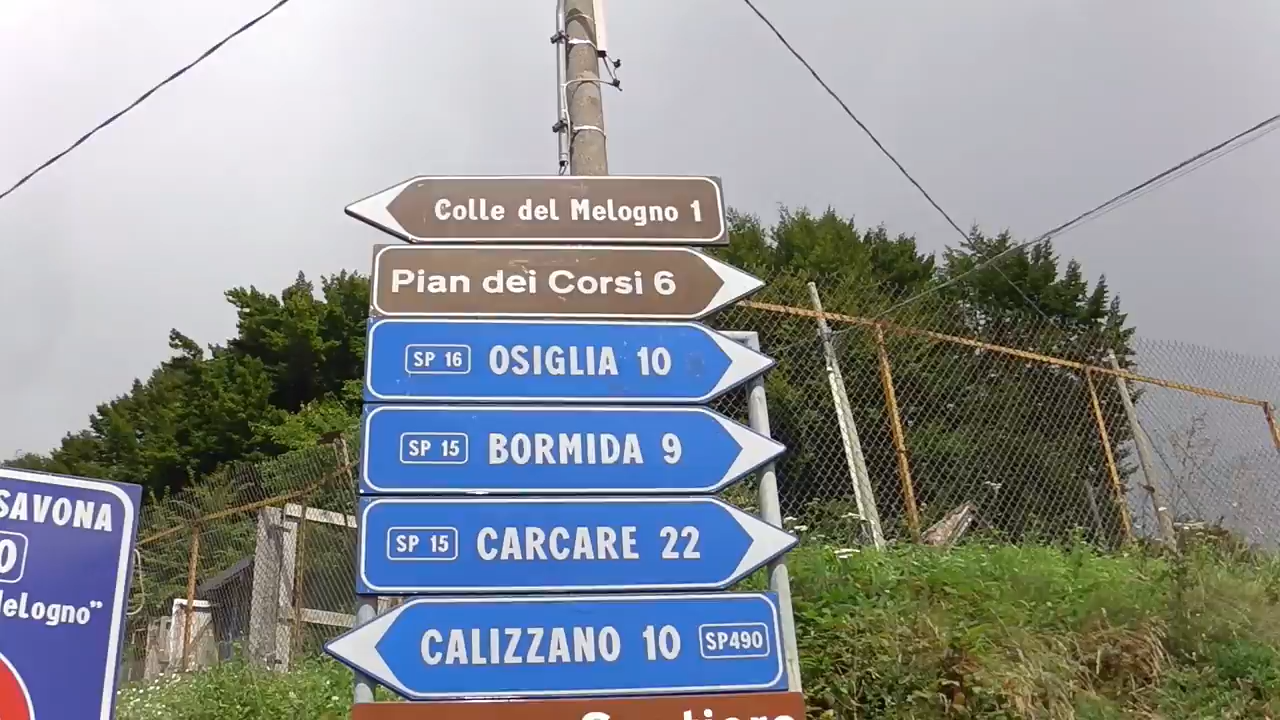 Colle del Melogno 1
Pian dei Corsi 6
SP 16 OSIGLIA 10
SP 15 BORMIDA 9
SP 15 CARCARE 22
CALIZZANO 10 SP490
SAVONA
0